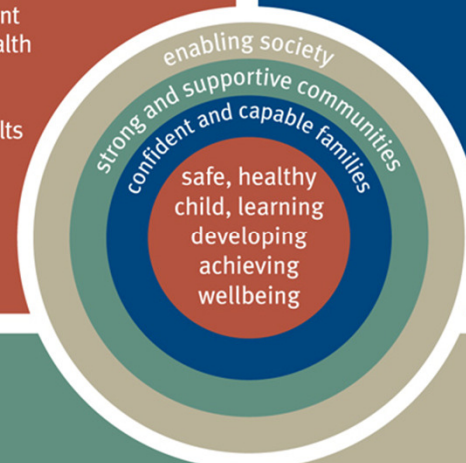 nt
alth
lts
enabling society
strong and supportive communities
confident and capable families
safe, healthy
child, learning
developing
achieving
wellbeing